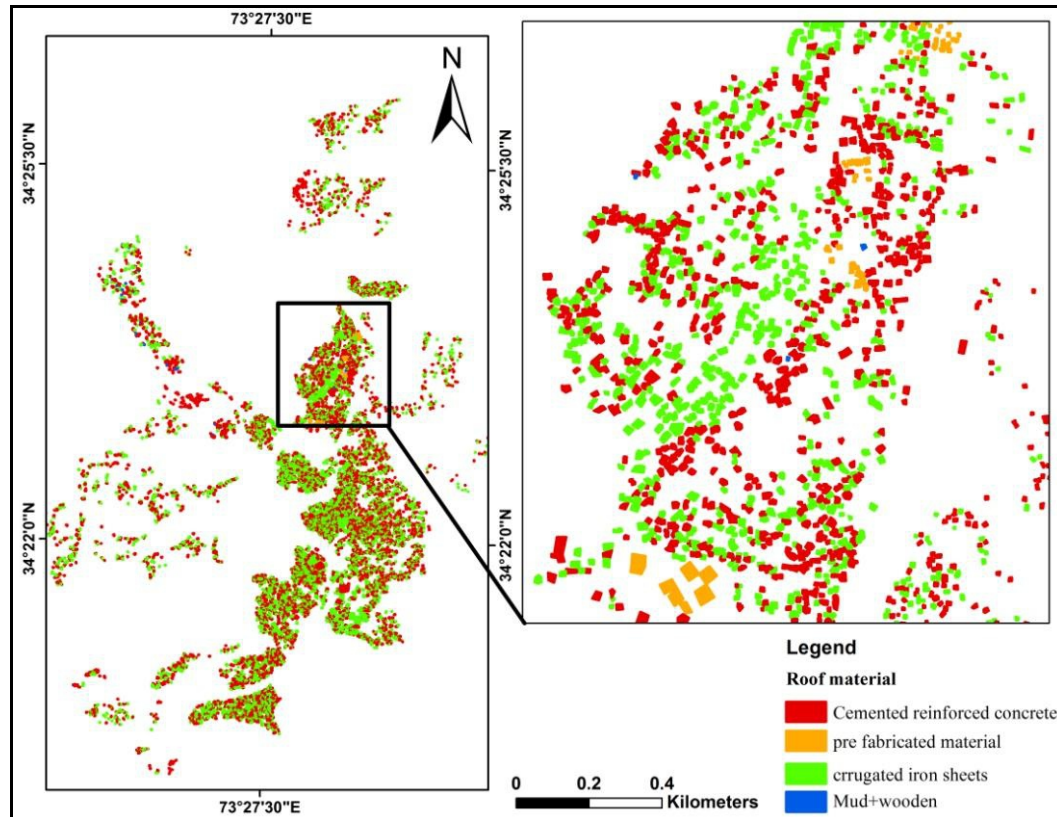 73°27'30"E
N
34°25'30"N
34°25'30"N
34°22'0"N
34°22'0"N
73°27'30"E
Legend
Roof material
Cemented reinforced concrete
pre fabricated material
crrugated iron sheets
Mud+wooden
0 0.2 0.4
Kilometers